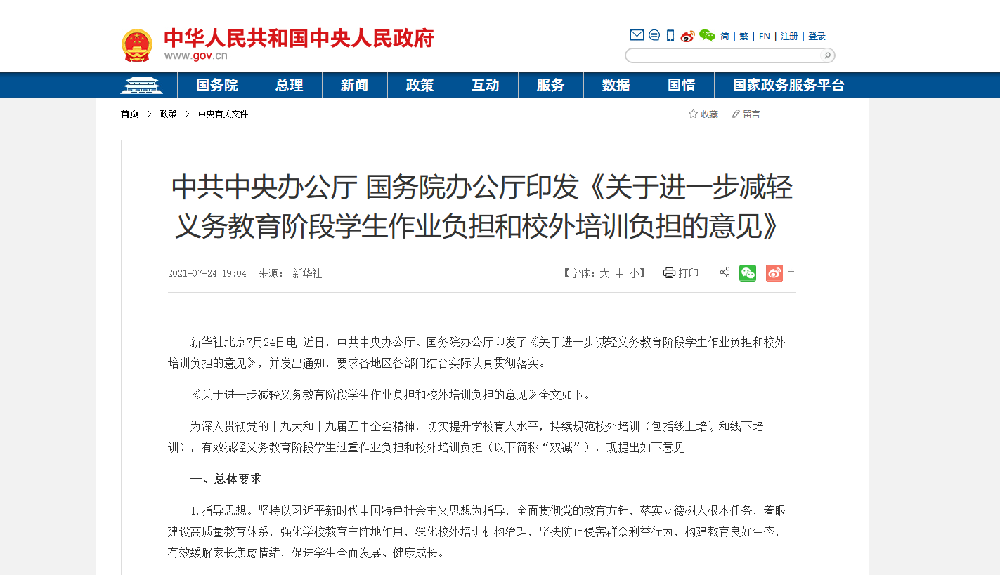 中华人民共和国中央人民政府
www.gov.cn
简 | 繁 | EN | 注册 | 登录
国务院 总理 新闻 政策 互动 服务 数据 国情 国家政务服务平台
首页 > 政策 > 中央有关文件
收藏 留言
中共中央办公厅 国务院办公厅印发《关于进一步减轻
义务教育阶段学生作业负担和校外培训负担的意见》
2021-07-24 19:04 来源： 新华社
【字体：大 中 小】 打印 +
新华社北京7月24日电 近日，中共中央办公厅、国务院办公厅印发了《关于进一步减轻义务教育阶段学生作业负担和校外
培训负担的意见》，并发出通知，要求各地区各部门结合实际认真贯彻落实。
《关于进一步减轻义务教育阶段学生作业负担和校外培训负担的意见》全文如下。
为深入贯彻党的十九大和十九届五中全会精神，切实提升学校育人水平，持续规范校外培训（包括线上培训和线下培
训），有效减轻义务教育阶段学生过重作业负担和校外培训负担（以下简称“双减”），现提出如下意见。
一、总体要求
1.指导思想。坚持以习近平新时代中国特色社会主义思想为指导，全面贯彻党的教育方针，落实立德树人根本任务，着眼
建设高质量教育体系，强化学校教育主阵地作用，深化校外培训机构治理，坚决防止侵害群众利益行为，构建教育良好生态，
有效缓解家长焦虑情绪，促进学生全面发展、健康成长。